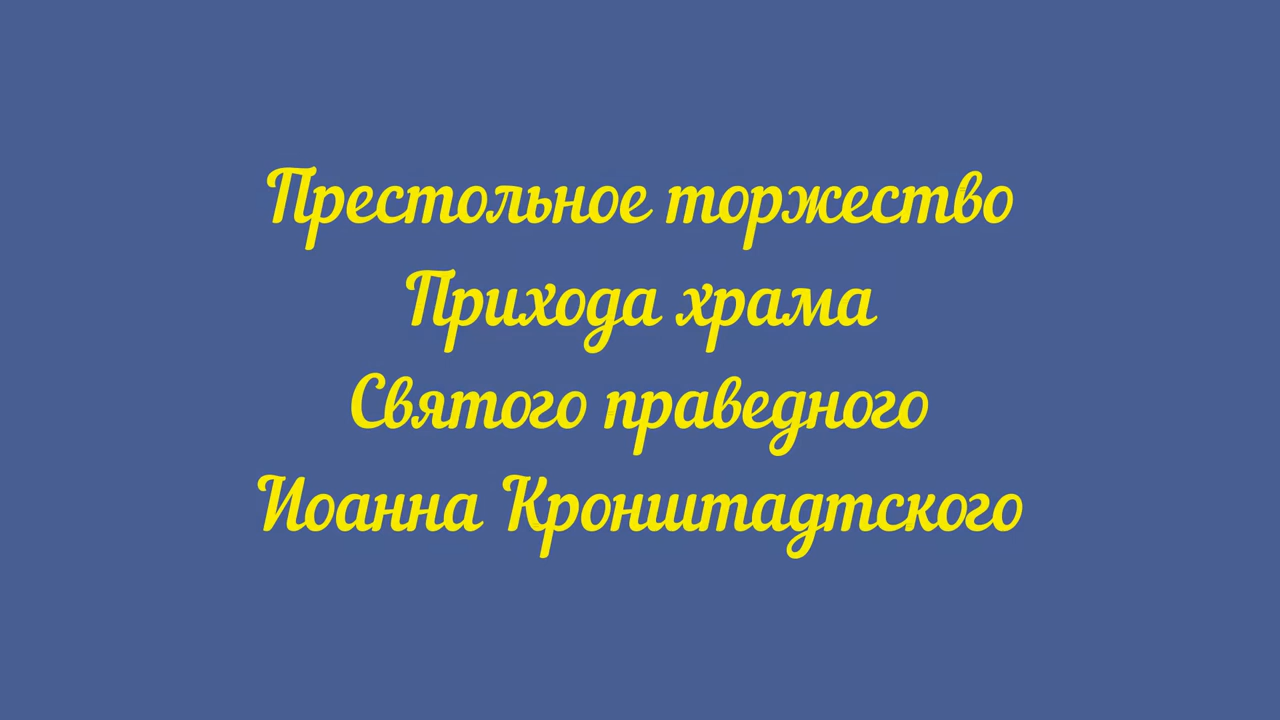 Престольное торжество
Прихода храма
Святого праведного
Иоанна Кронштадтского